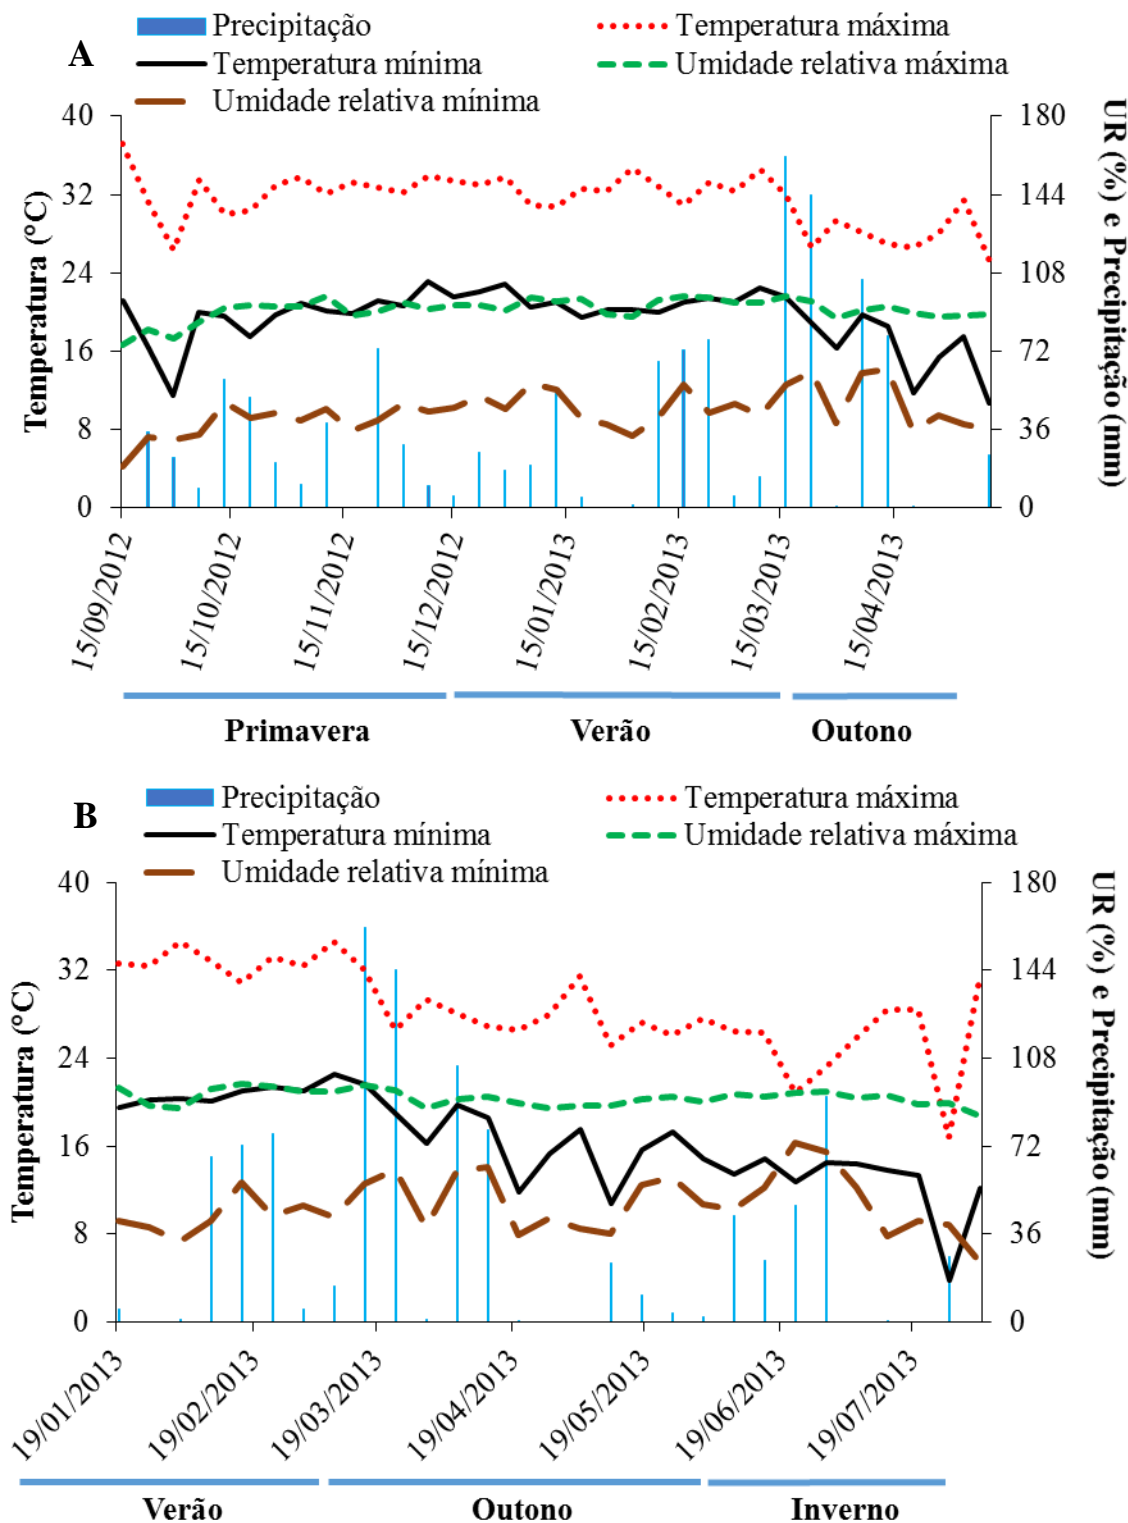 A
Precipitação
Temperatura máxima
Temperatura mínima
Umidade relativa máxima
Umidade relativa mínima
Temperatura (°C)
40
32
24
16
8
0
180
144
108
72
36
0
UR (%) e Precipitação (mm)
15/09/2012
15/10/2012
15/11/2012
15/12/2012
15/01/2013
15/02/2013
15/03/2013
15/04/2013
Primavera
Verão
Outono
B
Precipitação
Temperatura máxima
Temperatura mínima
Umidade relativa máxima
Umidade relativa mínima
Temperatura (°C)
40
32
24
16
8
0
180
144
108
72
36
0
UR (%) e Precipitação (mm)
19/01/2013
19/02/2013
19/03/2013
19/04/2013
19/05/2013
19/06/2013
19/07/2013
Verão
Outono
Inverno